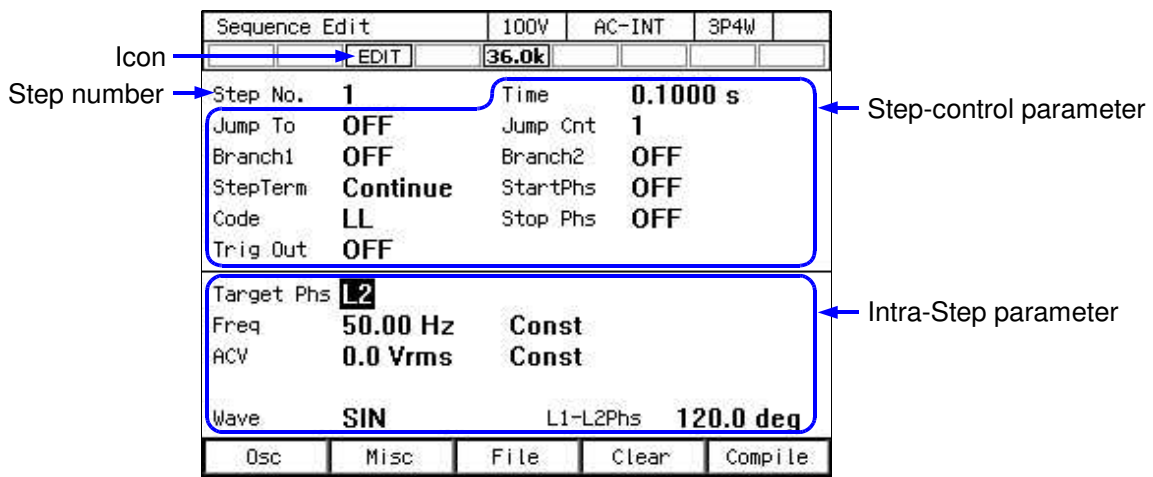 Sequence Edit 100V AC-INT 3P4W
Icon EDIT 36.0k
Step number Step No. 1 Time 0.1000 s Step-control parameter
Jump To OFF Jump Cnt 1
Branch1 OFF Branch2 OFF
StepTerm Continue StartPhs OFF
Code LL Stop Phs OFF
Trig Out OFF
Target Phs L2
Freq 50.00 Hz Const Intra-Step parameter
ACV 0.0 Vrms Const
Wave SIN L1-L2Phs 120.0 deg
Osc Misc File Clear Compile